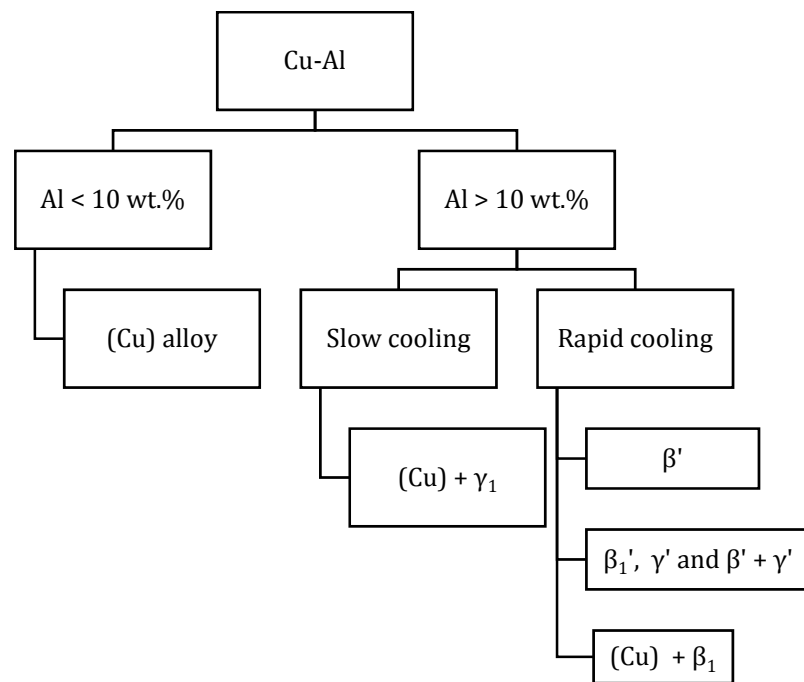 Cu-Al
Al < 10 wt.%
Al > 10 wt.%
(Cu) alloy
Slow cooling
Rapid cooling
(Cu) + γ₁
β'
β₁', γ' and β' + γ'
(Cu) + β₁